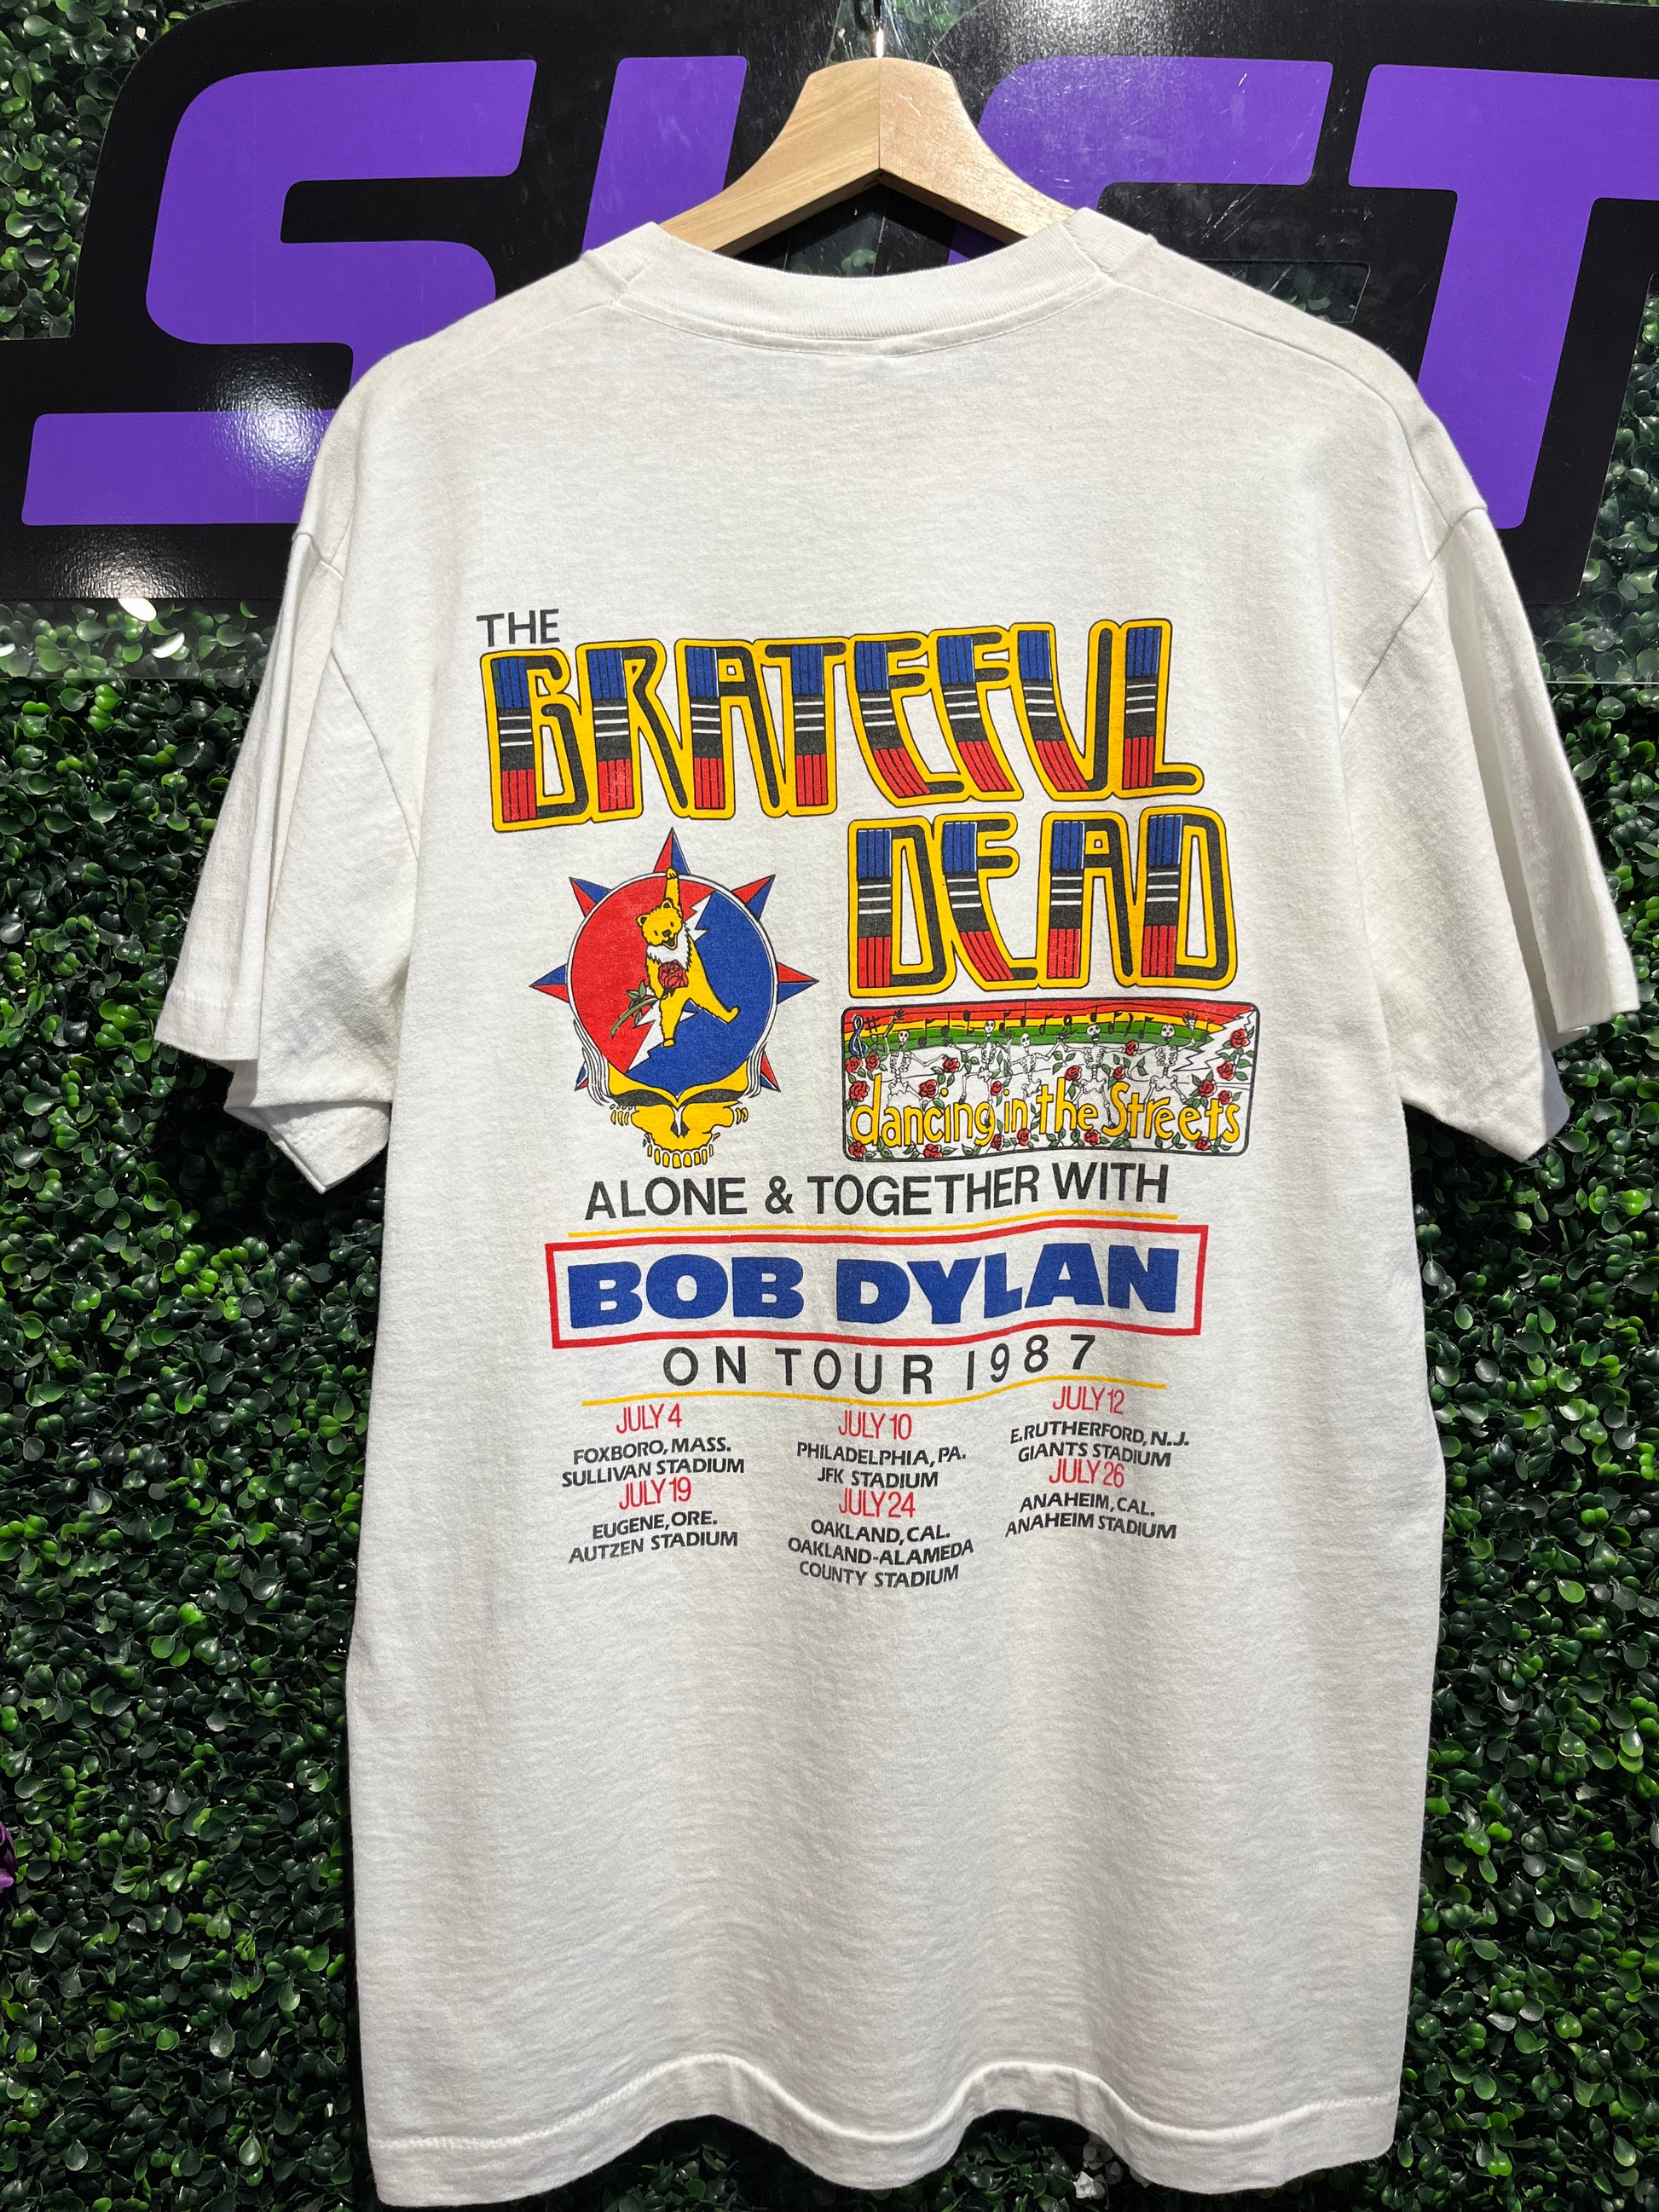 THE
GRATEFUL
DEAD
dancing in the Streets
ALONE & TOGETHER WITH
BOB DYLAN
ON TOUR 1987
JULY 4
FOXBORO, MASS.
SULLIVAN STADIUM
JULY 19
EUGENE, ORE.
AUTZEN STADIUM
JULY 10
PHILADELPHIA, PA.
JFK STADIUM
JULY 24
OAKLAND, CAL.
OAKLAND-ALAMEDA
COUNTY STADIUM
JULY 12
E. RUTHERFORD, N.J.
GIANTS STADIUM
JULY 26
ANAHEIM, CAL.
ANAHEIM STADIUM